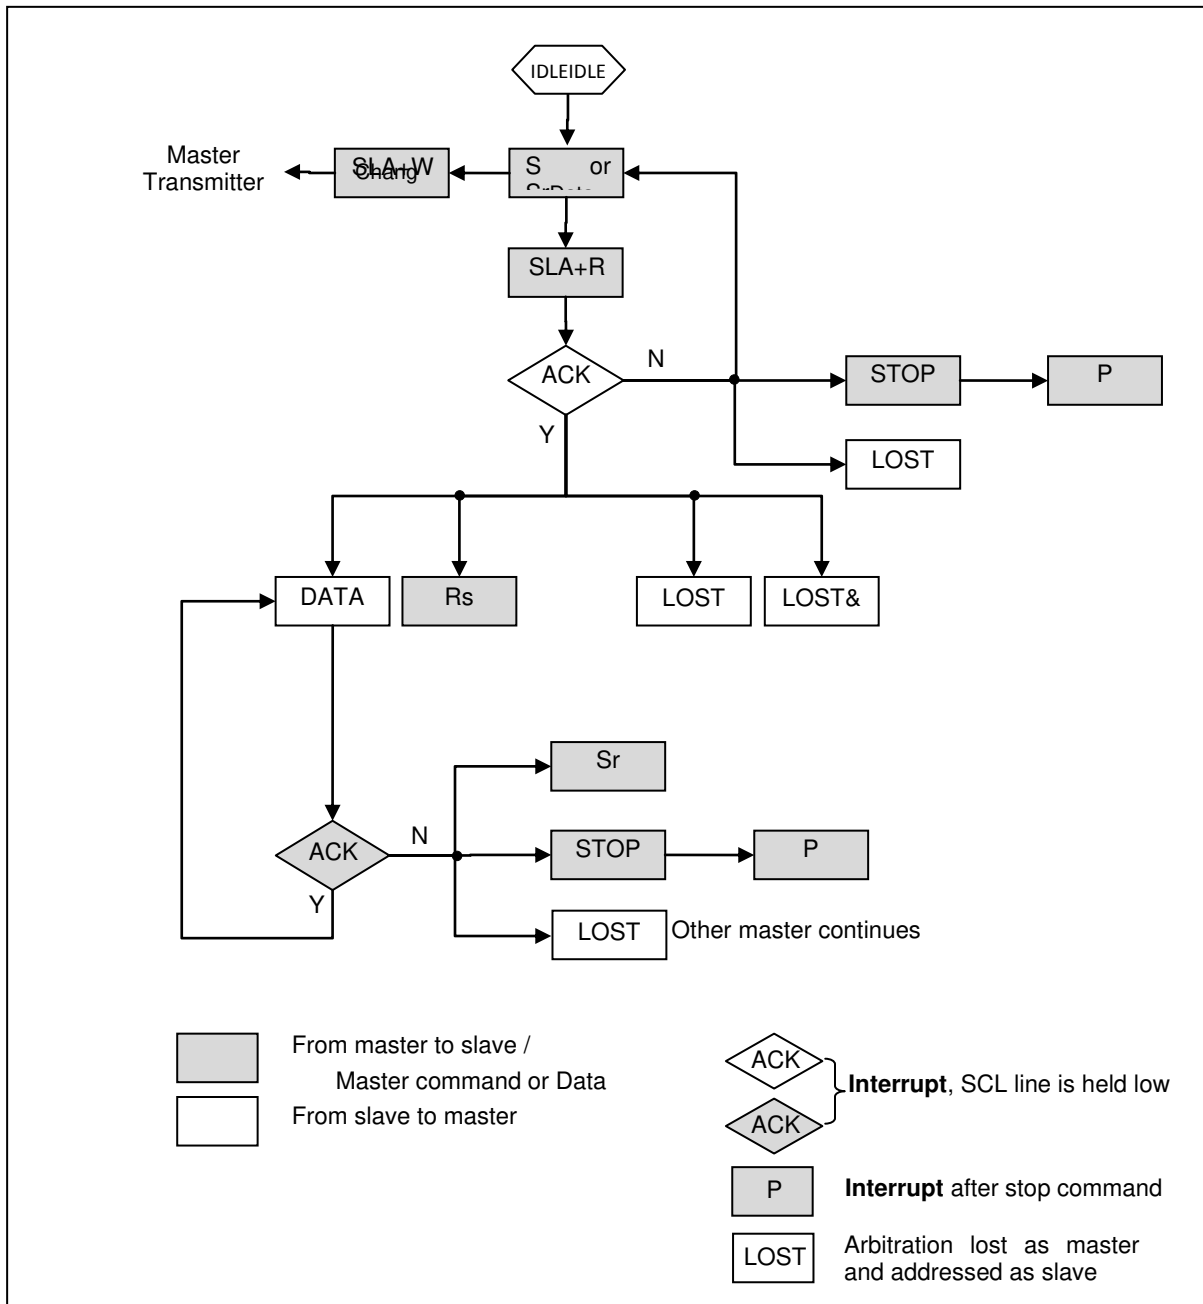 IDLEIDLE
Master
Transmitter
SLA+W
Chang
S or
SLA+R
ACK
N
STOP
P
Y
LOST
DATA
Rs
LOST
LOST&
Sr
ACK
N
STOP
P
Y
LOST
Other master continues
From master to slave /
Master command or Data
From slave to master
ACK
Interrupt, SCL line is held low
ACK
P
Interrupt after stop command
LOST
Arbitration lost as master
and addressed as slave